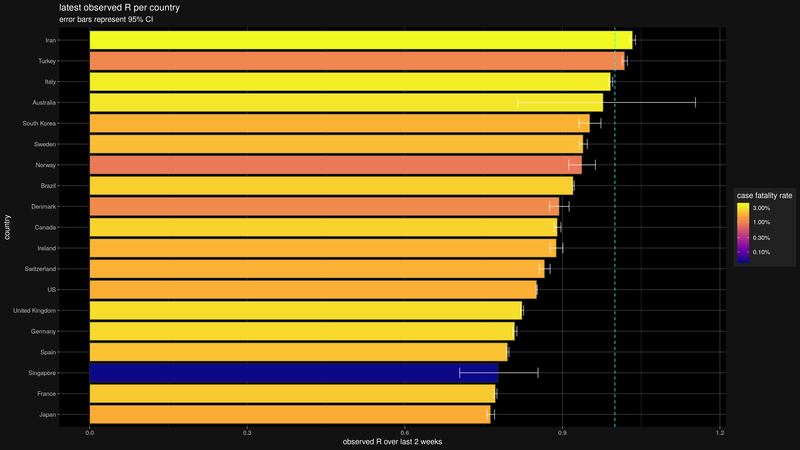 latest observed R per country
error bars represent 95% CI
Iran
Turkey
Italy
Australia
South Korea
Sweden
Norway
Brazil
Denmark
Canada
Ireland
Switzerland
US
United Kingdom
Germany
Spain
Singapore
France
Japan
country
0.0 0.3 0.6 0.9 1.2
observed R over last 2 weeks
case fatality rate
3.00%
1.00%
0.30%
0.10%